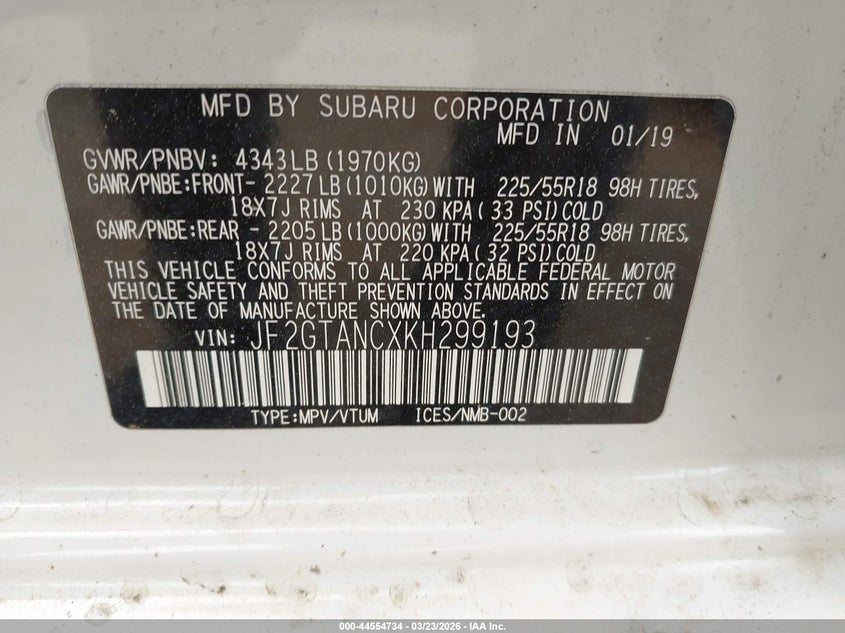 MFD BY SUBARU CORPORATION
MFD IN 01/19
GVWR/PNBV: 4343LB (1970KG)
GAWR/PNBE:FRONT- 2227LB(1010KG)WITH 225/55R18 98H TIRES,
18X7J RIMS AT 230 KPA( 33 PSI)COLD
GAWR/PNBE:REAR - 2205LB(1000KG)WITH 225/55R18 98H TIRES,
18X7J RIMS AT 220 KPA( 32 PSI)COLD
THIS VEHICLE CONFORMS TO ALL APPLICABLE FEDERAL MOTOR
VEHICLE SAFETY AND THEFT PREVENTION STANDARDS IN EFFECT ON
THE DATE OF MANUFACTURE SHOWN ABOVE.
VIN: JF2GTANCXKH299193
TYPE:MPV/VTUM ICES/NMB-002
000-44554734 - 03/23/2026 - IAA Inc.